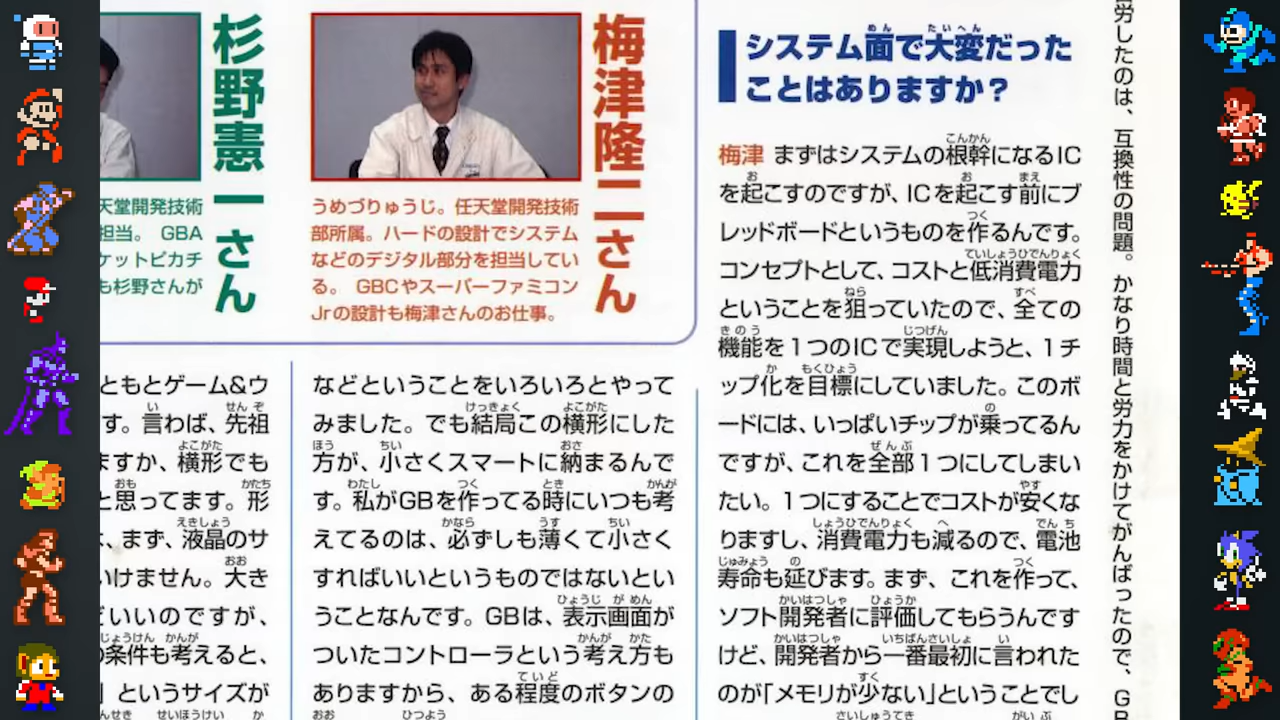 杉野憲一さん
天堂開発技術
担当。 GBA
ケットピカチ
も杉野さんが
梅津隆二さん
うめづりゅうじ。任天堂開発技術
部所属。ハードの設計でシステム
などのデジタル部分を担当してい
る。 GBCやスーパーファミコン
Jrの設計も梅津さんのお仕事。
システム面で大変だった
ことはありますか?
梅津 まずはシステムの根幹になるIC
を起こすのですが、ICを起こす前にブ
レッドボードというものを作るんです。
コンセプトとして、コストと低消費電力
ということを狙っていたので、全ての
機能を1つのICで実現しようと、1チ
ップ化を目標にしていました。このボ
ードには、いっぱいチップが乗ってるん
ですが、これを全部1つにしてしまい
たい。1つにすることでコストが安くな
りますし、消費電力も減るので、電池
寿命も延びます。まず、これを作って、
ソフト開発者に評価してもらうんです
けど、開発者から一番最初に言われた
のが「メモリが少ない」ということでし
労したのは、互換性の問題。かなり時間と労力をかけてがんばったので、G
ともとゲーム&ウ
す。言わば、先祖
ますか、横形でも
と思ってます。形
、まず、液晶のサ
いけません。大き
どいいのですが、
の条件も考えると、
」というサイズが
などということをいろいろとやって
みました。でも結局この横形にした
方が、小さくスマートに納まるんで
す。私がGBを作ってる時にいつも考
えてるのは、必ずしも薄くて小さく
すればいいというものではないとい
うことなんです。GBは、表示画面が
ついたコントローラという考え方も
ありますから、ある程度のボタンの